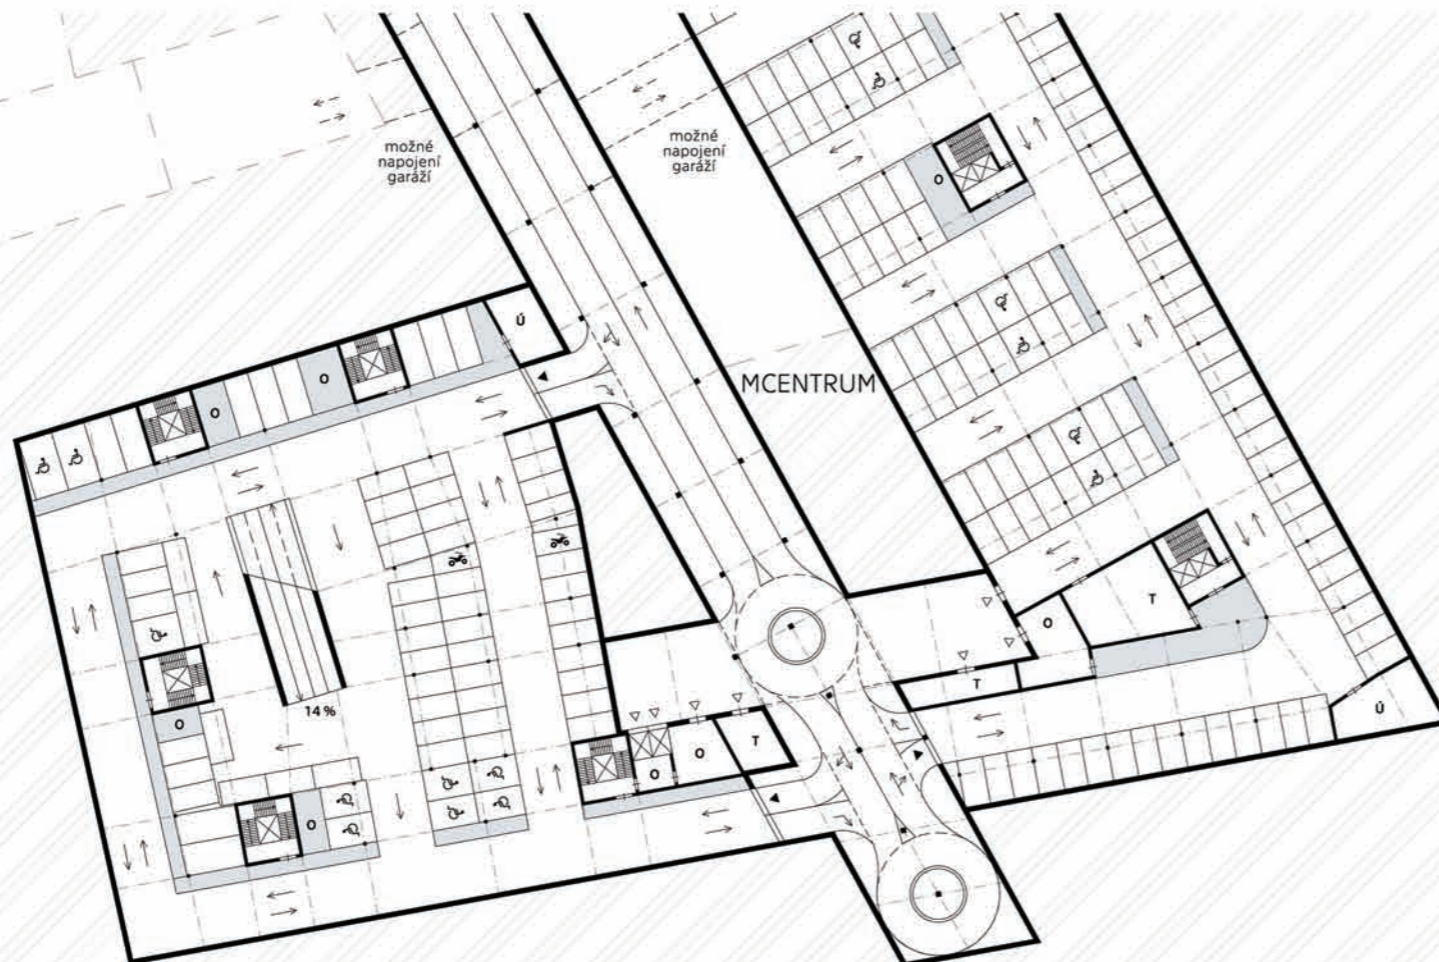 možné
napojení
garáží
možné
napojení
garáží
O
Ú
O
O
MCENTRUM
T
O
14 %
O
T
Ú
T
O
O
O